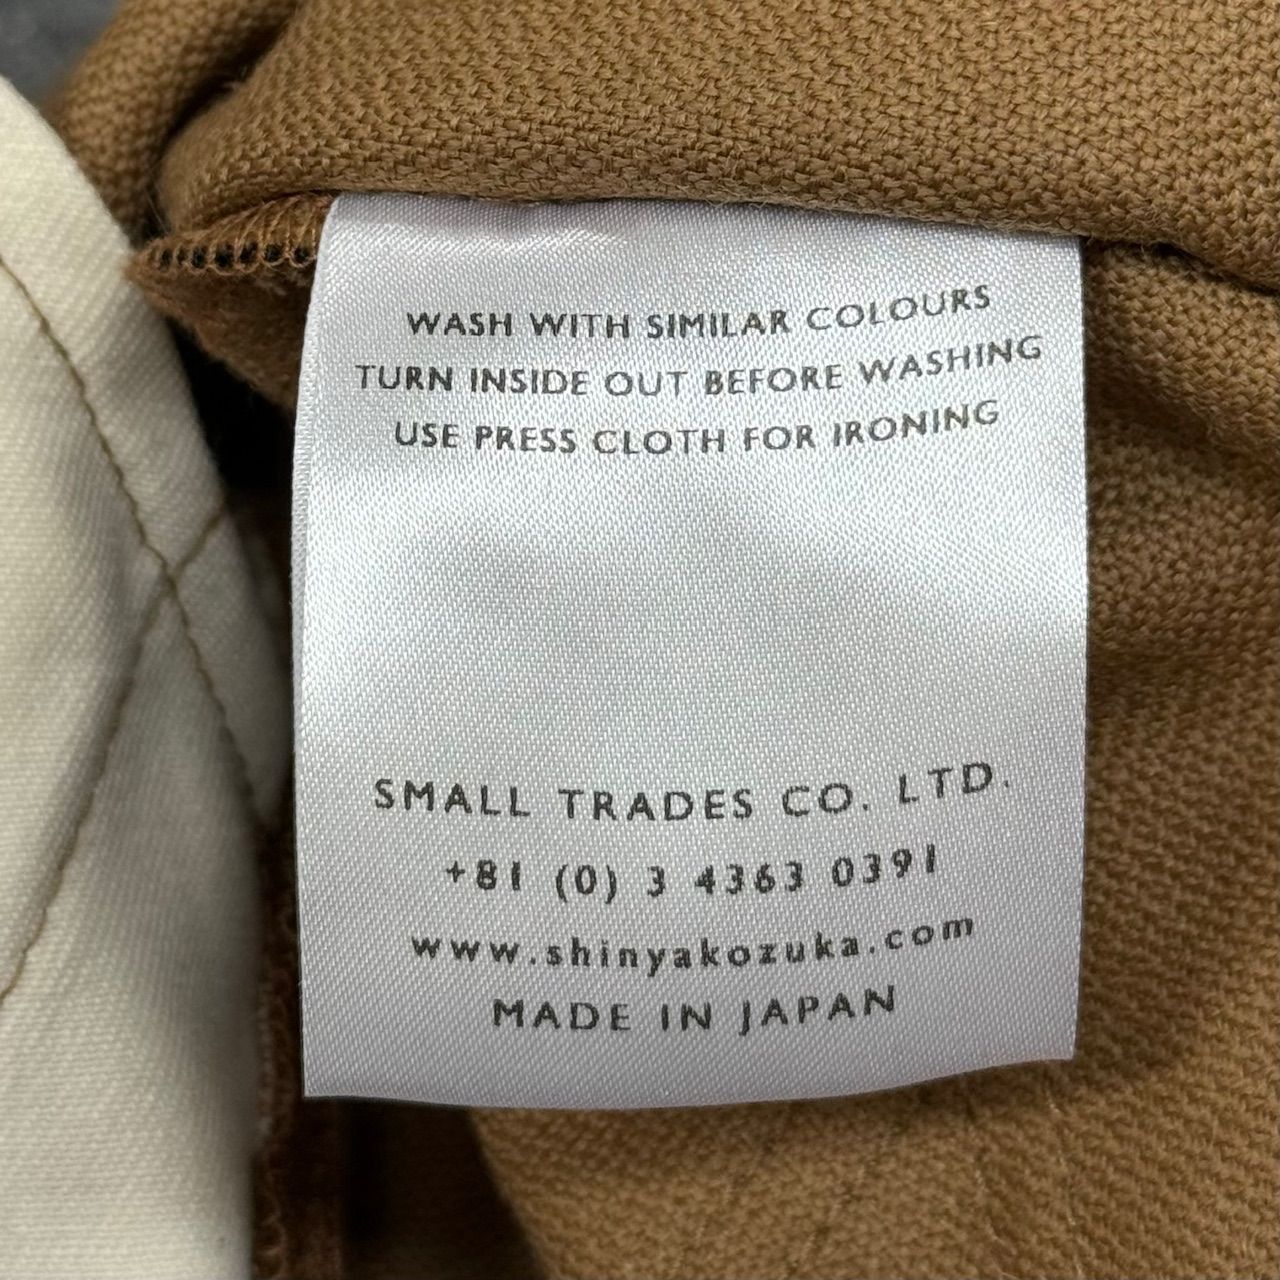 WASH WITH SIMILAR COLOURS
TURN INSIDE OUT BEFORE WASHING
USE PRESS CLOTH FOR IRONING
SMALL TRADES CO. LTD.
+81 (0) 3 4363 0391
www.shinyakozuka.com
MADE IN JAPAN